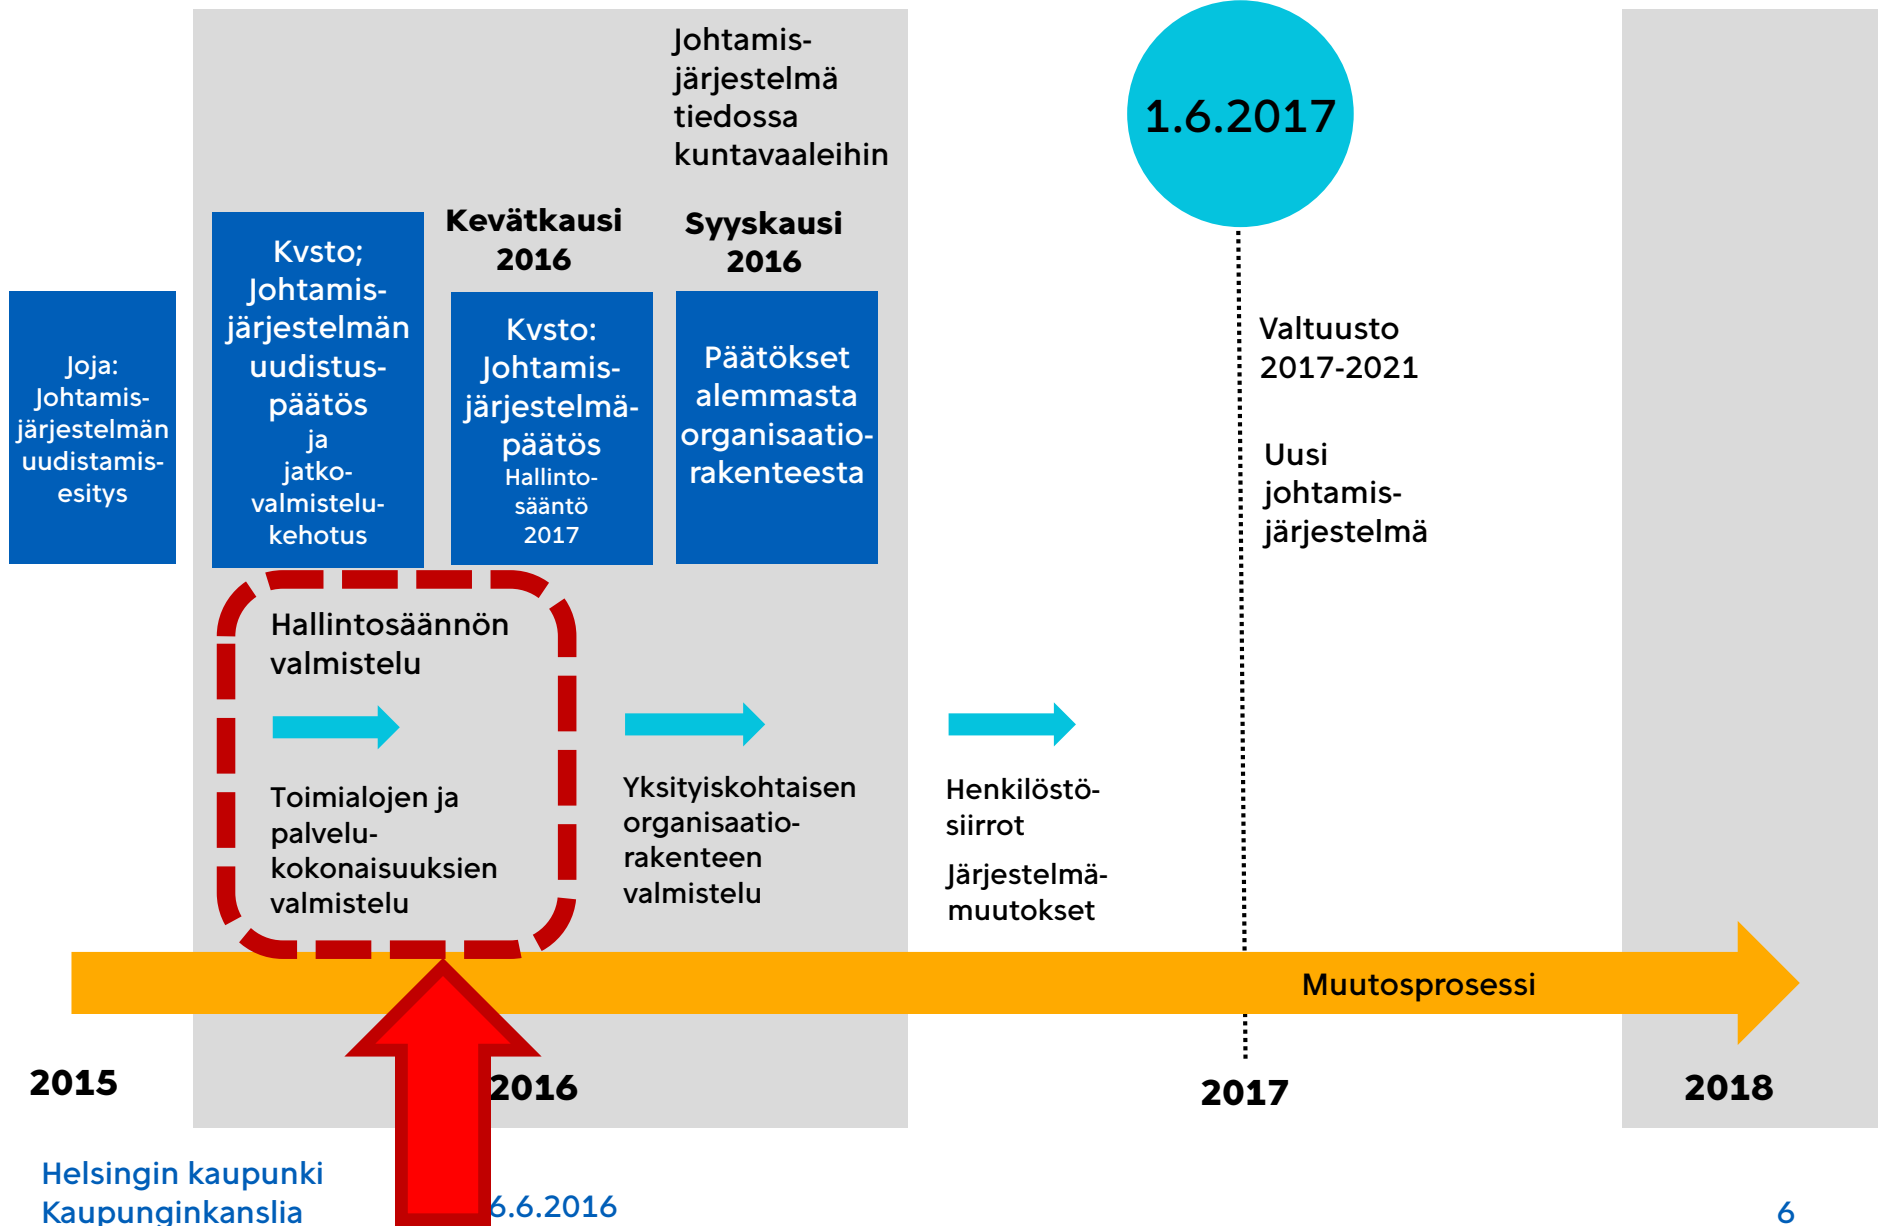 Johtamis-
järjestelmä
tiedossa
kuntavaaleihin
1.6.2017
Joja:
Johtamis-
järjestelmän
uudistamis-
esitys
Kvsto;
Johtamis-
järjestelmän
uudistus-
päätös
ja
jatko-
valmistelu-
kehotus
Kevätkausi
2016
Kvsto:
Johtamis-
järjestelmä-
päätös
Hallinto-
sääntö
2017
Syyskausi
2016
Päätökset
alemmasta
organisaatio-
rakenteesta
Valtuusto
2017-2021
Uusi
johtamis-
järjestelmä
Hallintosäännön
valmistelu
Toimialojen ja
palvelu-
kokonaisuuksien
valmistelu
Yksityiskohtaisen
organisaatio-
rakenteen
valmistelu
Henkilöstö-
siirrot
Järjestelmä-
muutokset
Muutosprosessi
2015
2016
2017
2018
Helsingin kaupunki
Kaupunginkanslia
6.6.2016
6